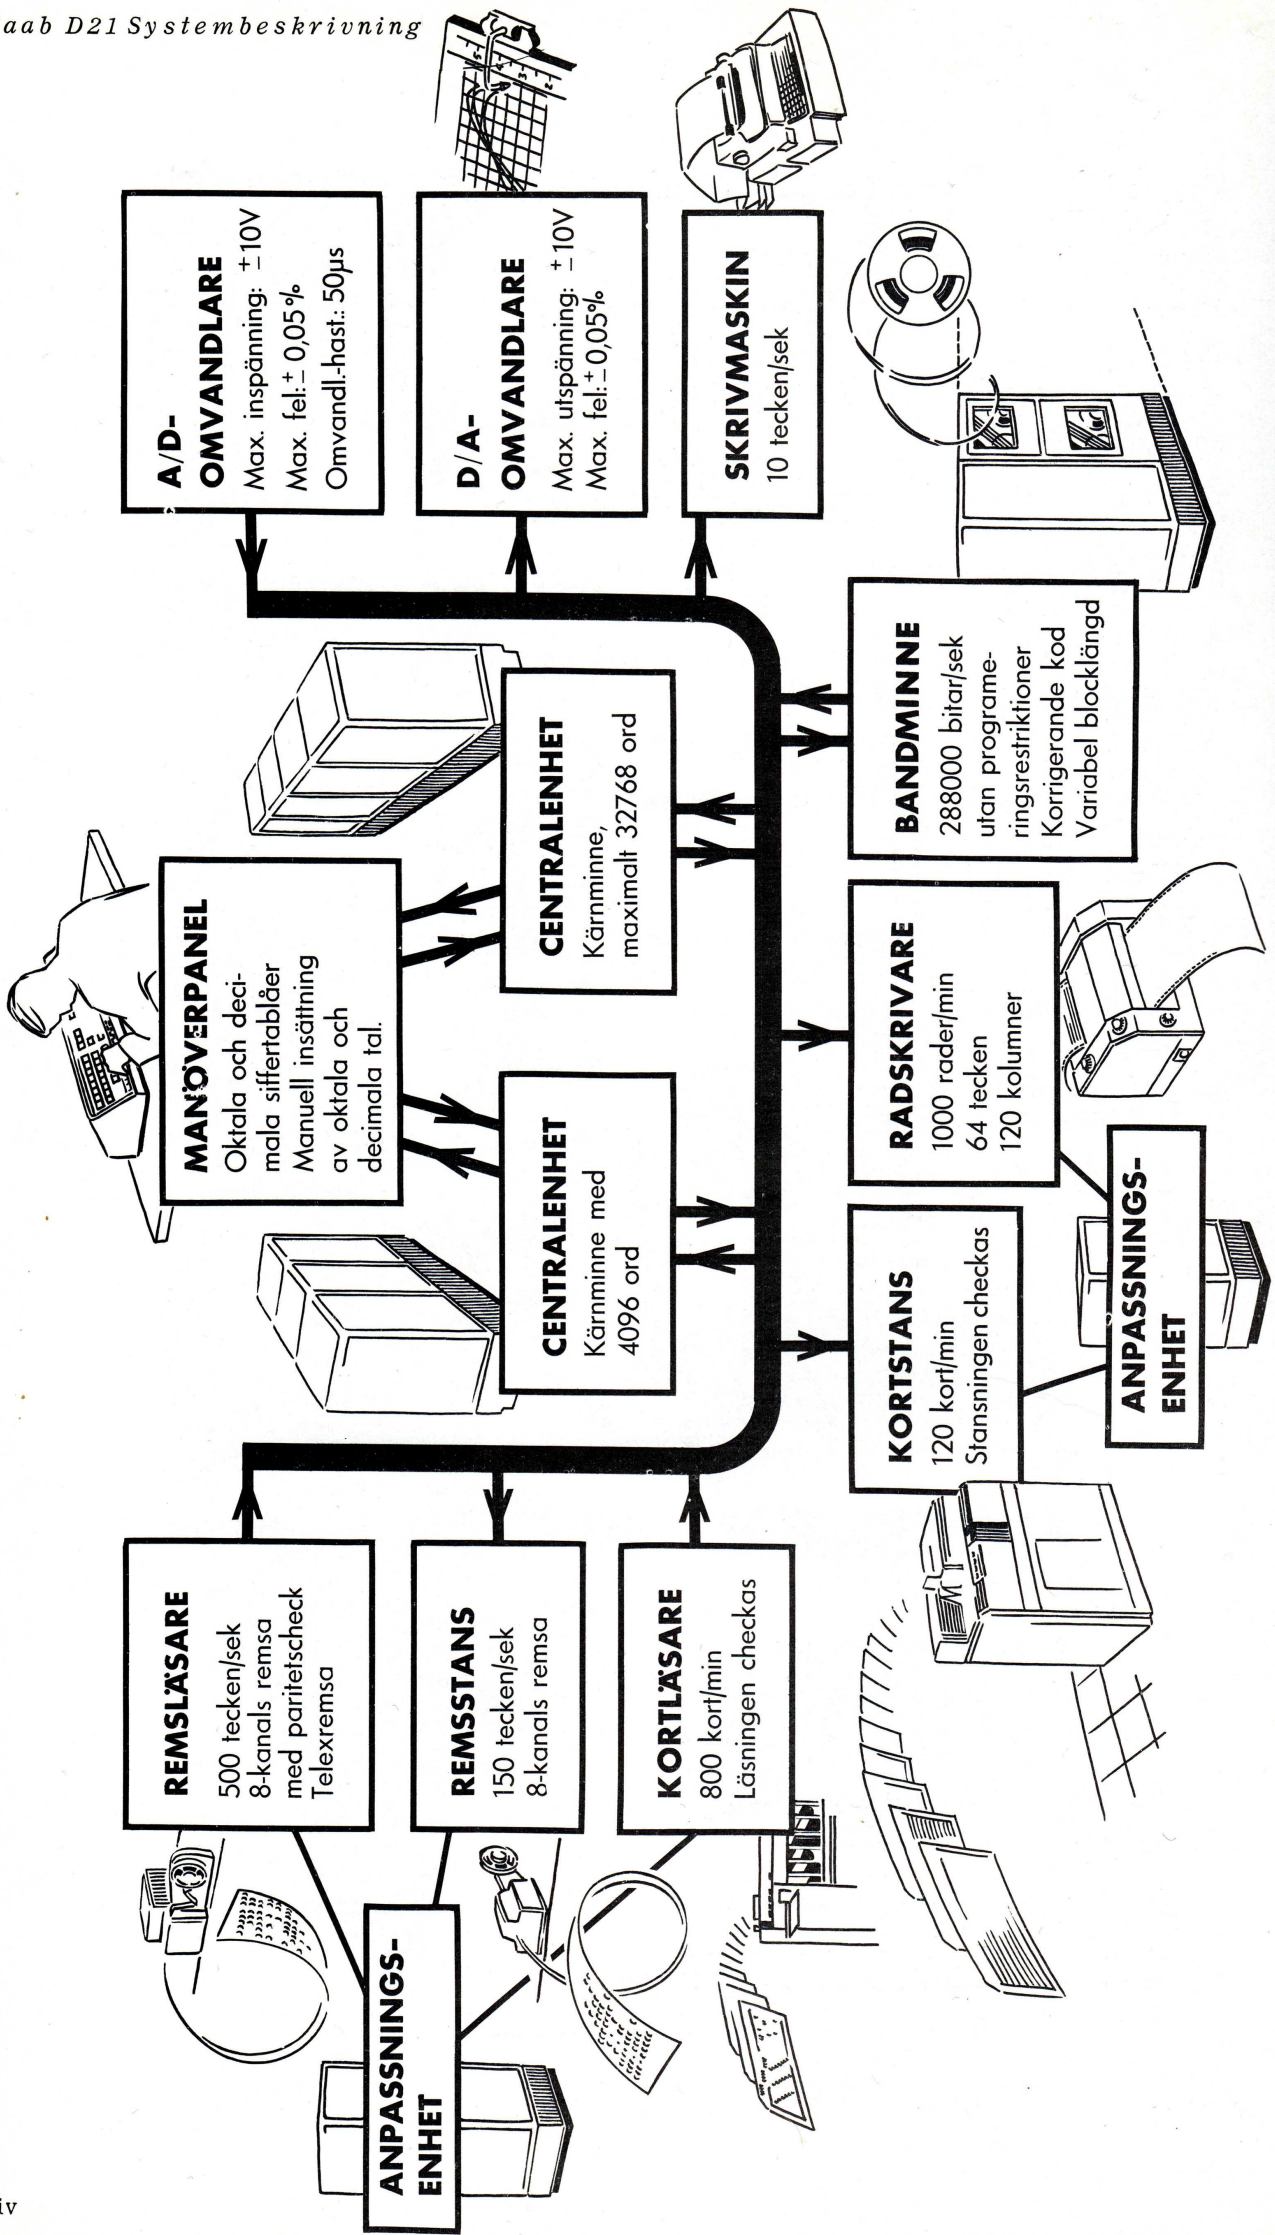 aab D21 Systembeskrivning
REMSLÄSARE
500 tecken/sek
8-kanals remsa
med paritetscheck
Telexremsa
REMSSTANS
150 tecken/sek
8-kanals remsa
KORTLÄSARE
800 kort/min
Läsningen checkas
ANPASSNINGS-
ENHET
MANÖVERPANEL
Oktala och deci-
mala siffertablåer
Manuell insättning
av oktala och
decimala tal.
CENTRALENHET
Kärnminne med
4096 ord
CENTRALENHET
Kärnminne,
maximalt 32768 ord
A/D-
OMVANDLARE
Max. inspänning: ±10V
Max. fel: ± 0,05%
Omvandl.-hast.: 50µs
D/A-
OMVANDLARE
Max. utspänning: ±10V
Max. fel: ± 0,05%
SKRIVMASKIN
10 tecken/sek
KORTSTANS
120 kort/min
Stansningen checkas
RADSKRIVARE
1000 rader/min
64 tecken
120 kolumner
BANDMINNE
288000 bitar/sek
utan programe-
ringsrestriktioner
Korrigerande kod
Variabel blocklängd
ANPASSNINGS-
ENHET
iv